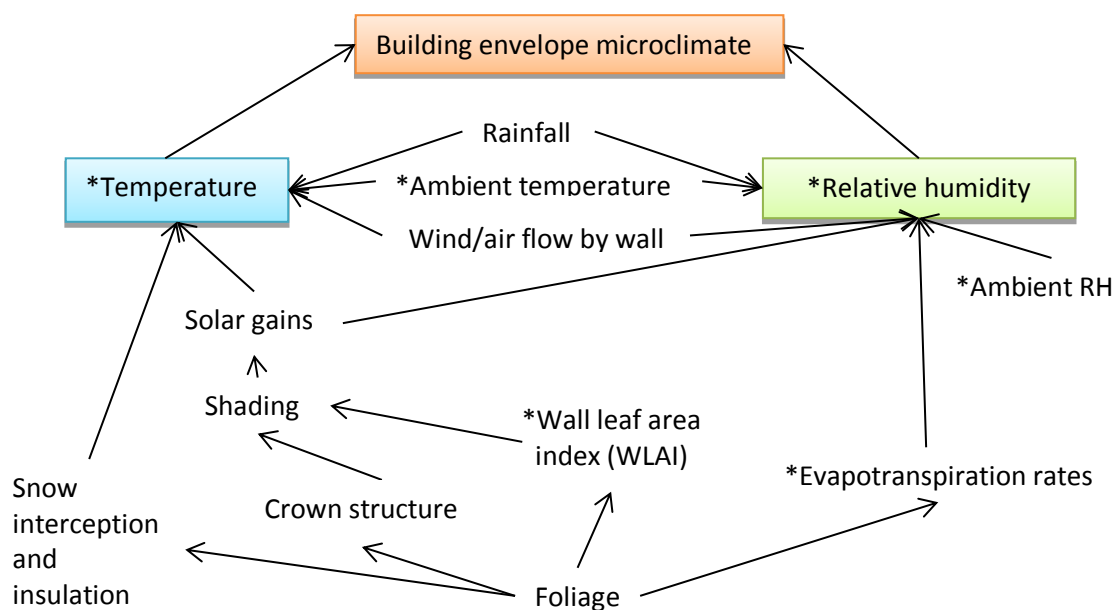 Building envelope microclimate
Rainfall
*Temperature
*Ambient temperature
*Relative humidity
Wind/air flow by wall
*Ambient RH
Solar gains
Shading
*Wall leaf area
index (WLAI)
*Evapotranspiration rates
Snow
interception
and
insulation
Crown structure
Foliage